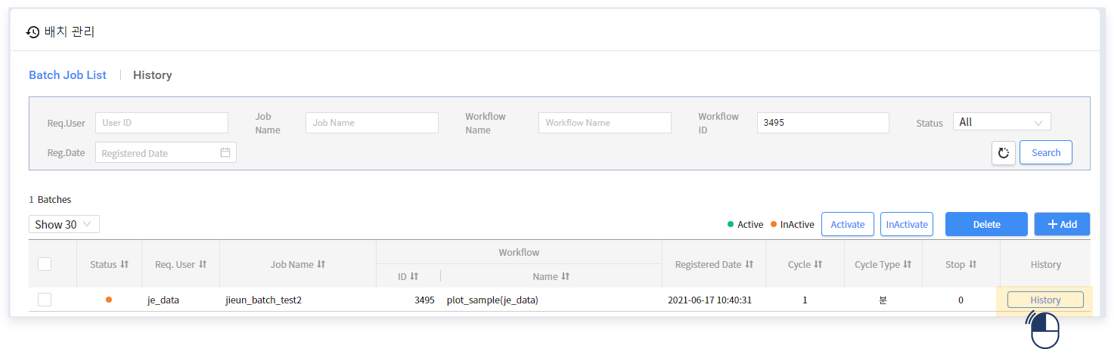 배치 관리
Batch Job List | History
Req.User User ID Job Name Job Name Workflow Name Workflow Name Workflow ID 3495 Status All
Reg.Date Registered Date Search
1 Batches
Show 30 Active InActive Activate InActivate Delete + Add
Status Req. User Job Name Workflow Registered Date Cycle Cycle Type Stop History
ID Name
je_data jieun_batch_test2 3495 plot_sample(je_data) 2021-06-17 10:40:31 1 분 0 History